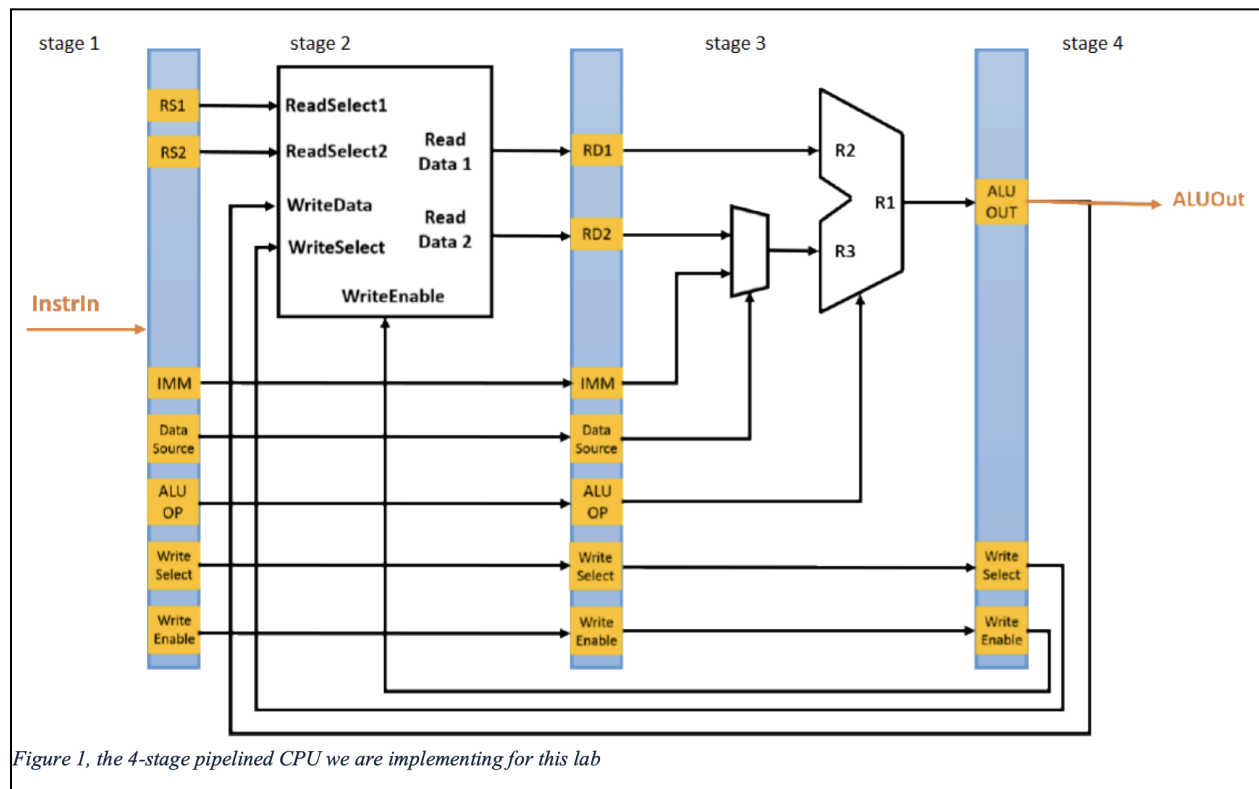 stage 1
stage 2
stage 3
stage 4
RS1
RS2
ReadSelect1
ReadSelect2
WriteData
WriteSelect
WriteEnable
Read
Data 1
Read
Data 2
RD1
RD2
R2
R3
R1
ALU
OUT
ALUOut
InstrIn
IMM
IMM
Data
Source
Data
Source
ALU
OP
ALU
OP
Write
Select
Write
Select
Write
Select
Write
Enable
Write
Enable
Write
Enable
Figure 1, the 4-stage pipelined CPU we are implementing for this lab